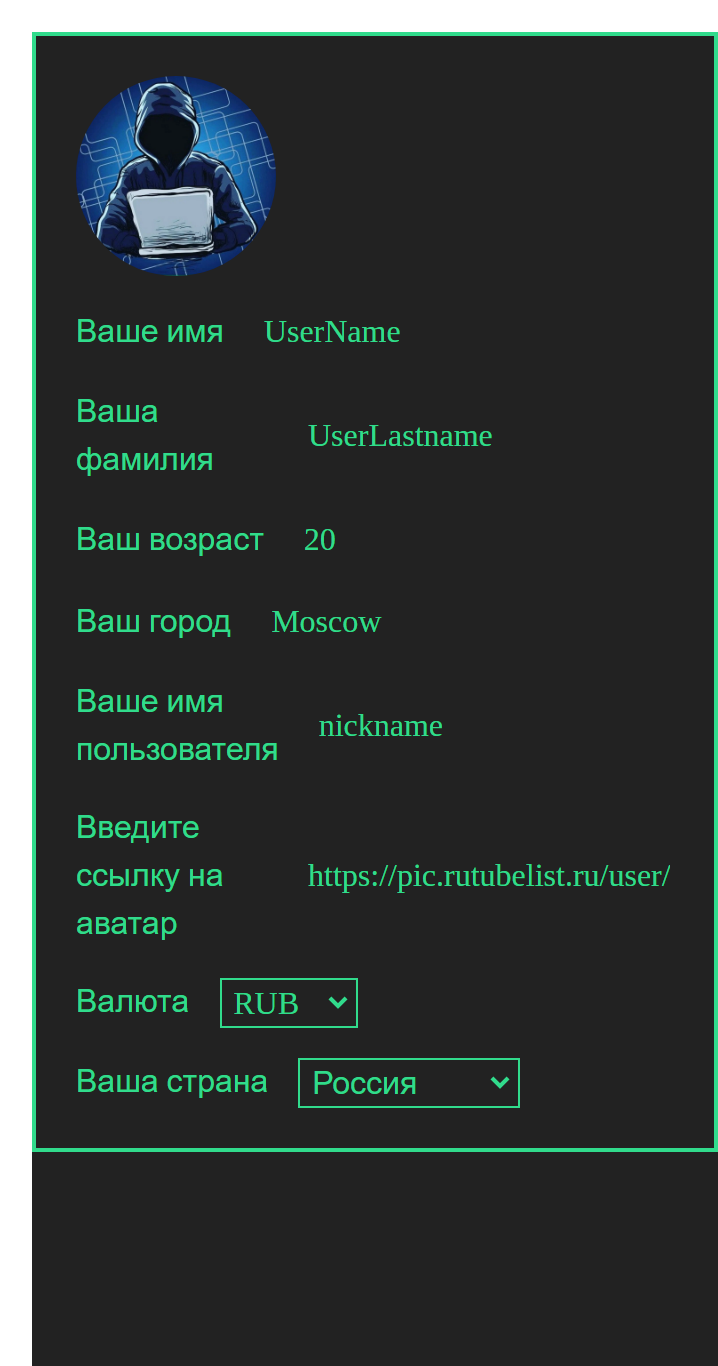 Ваше имя UserName
Ваша
фамилия UserLastname
Ваш возраст 20
Ваш город Moscow
Ваше имя
пользователя nickname
Введите
ссылку на https://pic.rutubelist.ru/user/
аватар
Валюта RUB
Ваша страна Россия